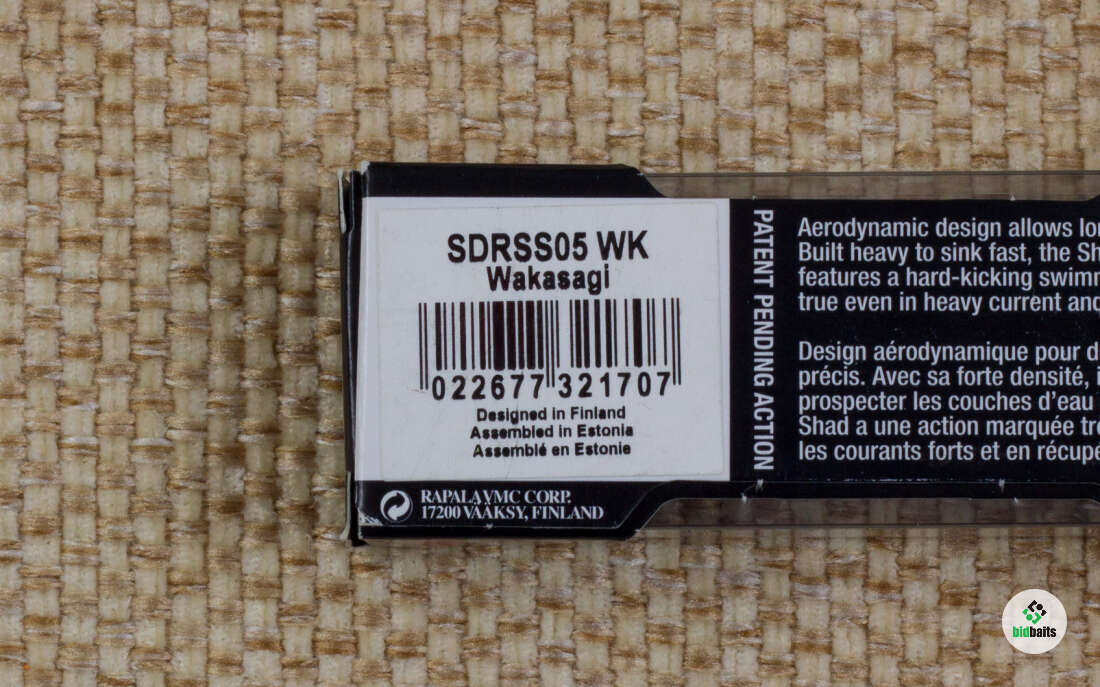 SDRSS05 WK
Wakasagi
022677 321707
Designed in Finland
Assembled in Estonia
Assemblé en Estonie
RAPALA VMC CORP.
17200 VÄÄKSY, FINLAND
PATENT PENDING ACTION
Aerodynamic design allows
Built heavy to sink fast, the
features a hard-kicking
true even in heavy current
Design aérodynamique pour
précis. Avec sa forte densité,
prospecter les couches d'eau
Shad a une action marquée
les courants forts et en
bidbaits